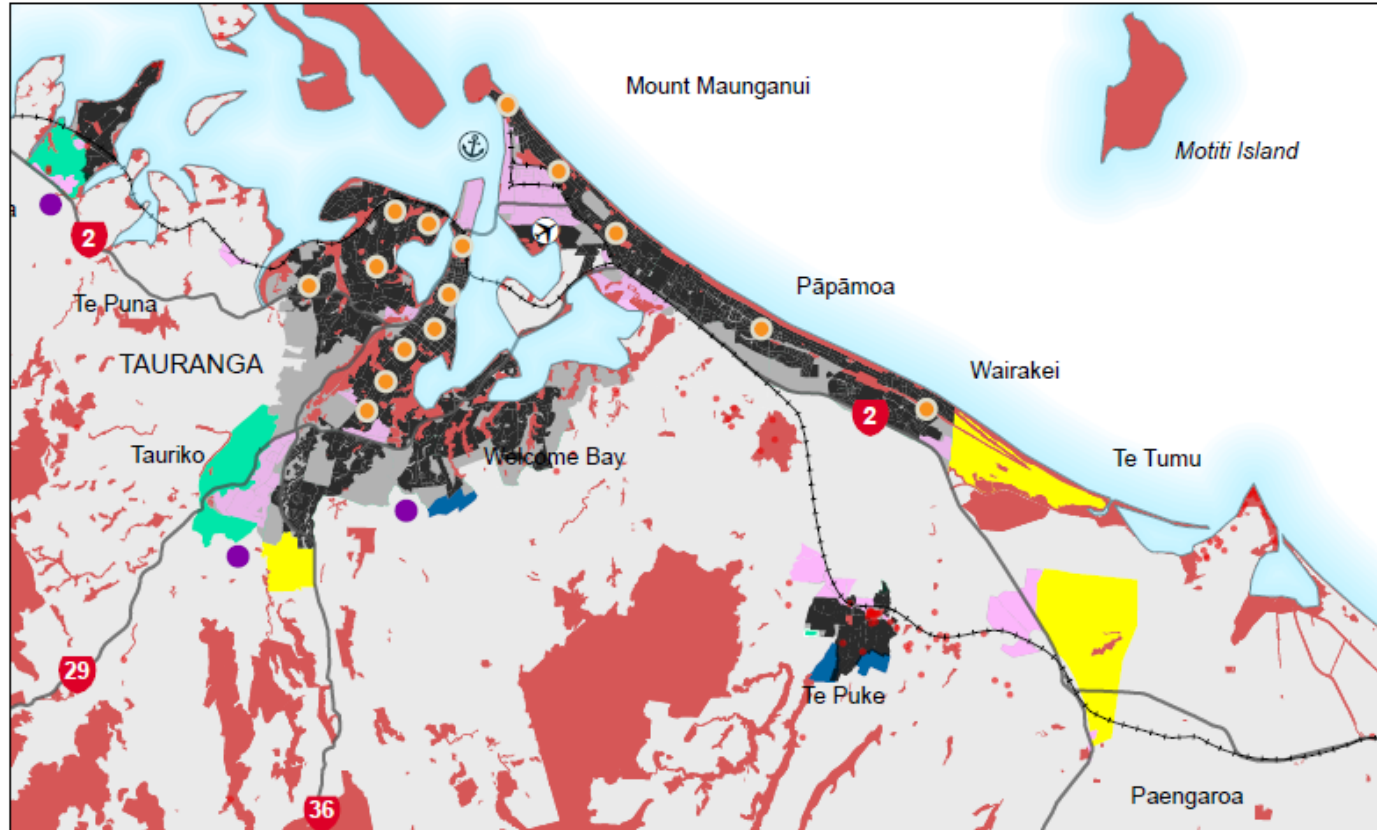 Mount Maunganui
Motiti Island
a
2
Te Puna
Pāpāmoa
TAURANGA
Wairakei
2
Tauriko
Welcome Bay
Te Tumu
29
Te Puke
36
Paengaroa